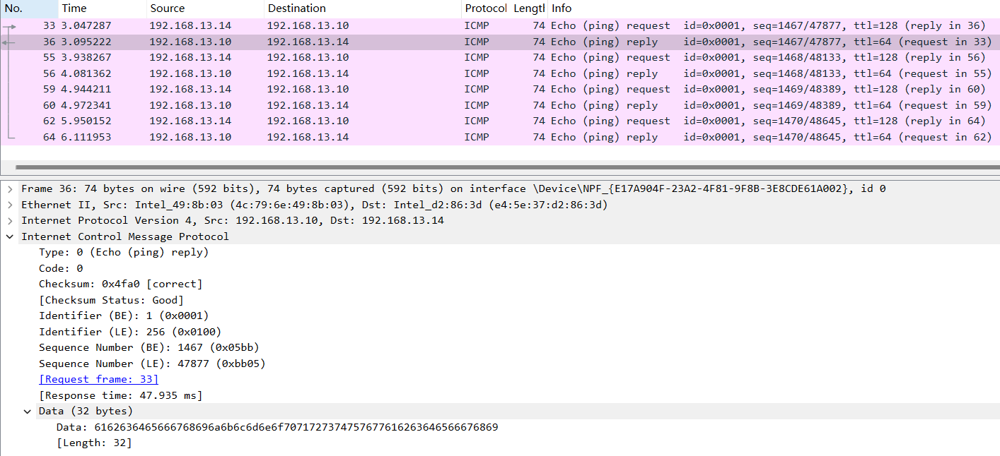 No. Time Source Destination Protocol Lengtl Info
33 3.047287 192.168.13.14 192.168.13.10 ICMP 74 Echo (ping) request id=0x0001, seq=1467/47877, ttl=128 (reply in 36)
36 3.095222 192.168.13.10 192.168.13.14 ICMP 74 Echo (ping) reply id=0x0001, seq=1467/47877, ttl=64 (request in 33)
55 3.938267 192.168.13.14 192.168.13.10 ICMP 74 Echo (ping) request id=0x0001, seq=1468/48133, ttl=128 (reply in 56)
56 4.081362 192.168.13.10 192.168.13.14 ICMP 74 Echo (ping) reply id=0x0001, seq=1468/48133, ttl=64 (request in 55)
59 4.944211 192.168.13.14 192.168.13.10 ICMP 74 Echo (ping) request id=0x0001, seq=1469/48389, ttl=128 (reply in 60)
60 4.972341 192.168.13.10 192.168.13.14 ICMP 74 Echo (ping) reply id=0x0001, seq=1469/48389, ttl=64 (request in 59)
62 5.950152 192.168.13.14 192.168.13.10 ICMP 74 Echo (ping) request id=0x0001, seq=1470/48645, ttl=128 (reply in 64)
64 6.111953 192.168.13.10 192.168.13.14 ICMP 74 Echo (ping) reply id=0x0001, seq=1470/48645, ttl=64 (request in 62)
Frame 36: 74 bytes on wire (592 bits), 74 bytes captured (592 bits) on interface \Device\NPF_{E17A904F-23A2-4F81-9F8B-3E8CDE61A002}, id 0
Ethernet II, Src: Intel_49:8b:03 (4c:79:6e:49:8b:03), Dst: Intel_d2:86:3d (e4:5e:37:d2:86:3d)
Internet Protocol Version 4, Src: 192.168.13.10, Dst: 192.168.13.14
Internet Control Message Protocol
Type: 0 (Echo (ping) reply)
Code: 0
Checksum: 0x4fa0 [correct]
[Checksum Status: Good]
Identifier (BE): 1 (0x0001)
Identifier (LE): 256 (0x0100)
Sequence Number (BE): 1467 (0x05bb)
Sequence Number (LE): 47877 (0xbb05)
[Request frame: 33]
[Response time: 47.935 ms]
Data (32 bytes)
Data: 6162636465666768696a6b6c6d6e6f7071727374757677616263646566676869
[Length: 32]